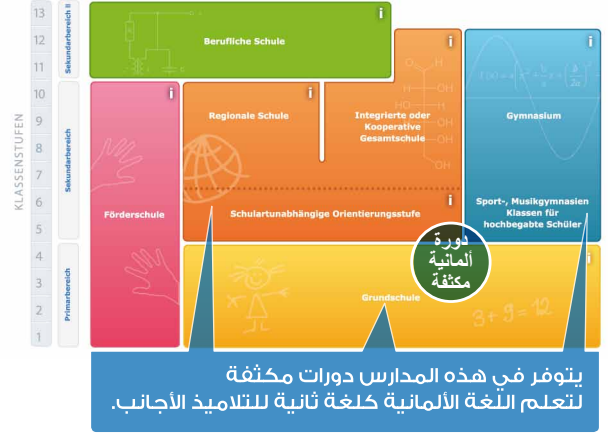 KLASSENSTUFEN
13
12
11
10
9
8
7
6
5
4
3
2
1
Sekundarbereich II
Sekundarbereich
Primarbereich
i
Berufliche Schule
i
Förderschule
i
Regionale Schule
i
Integrierte oder
Kooperative
Gesamtschule
i
Schulartunabhängige Orientierungsstufe
i
Gymnasium
Sport-, Musikgymnasien
Klassen für
hochbegabte Schüler
دورة
ألمانية
مكثفة
i
Grundschule
3 + 9 = 12
يتوفر في هذه المدارس دورات مكثفة
لتعلم اللغة الألمانية كلغة ثانية للتلاميذ الأجانب.